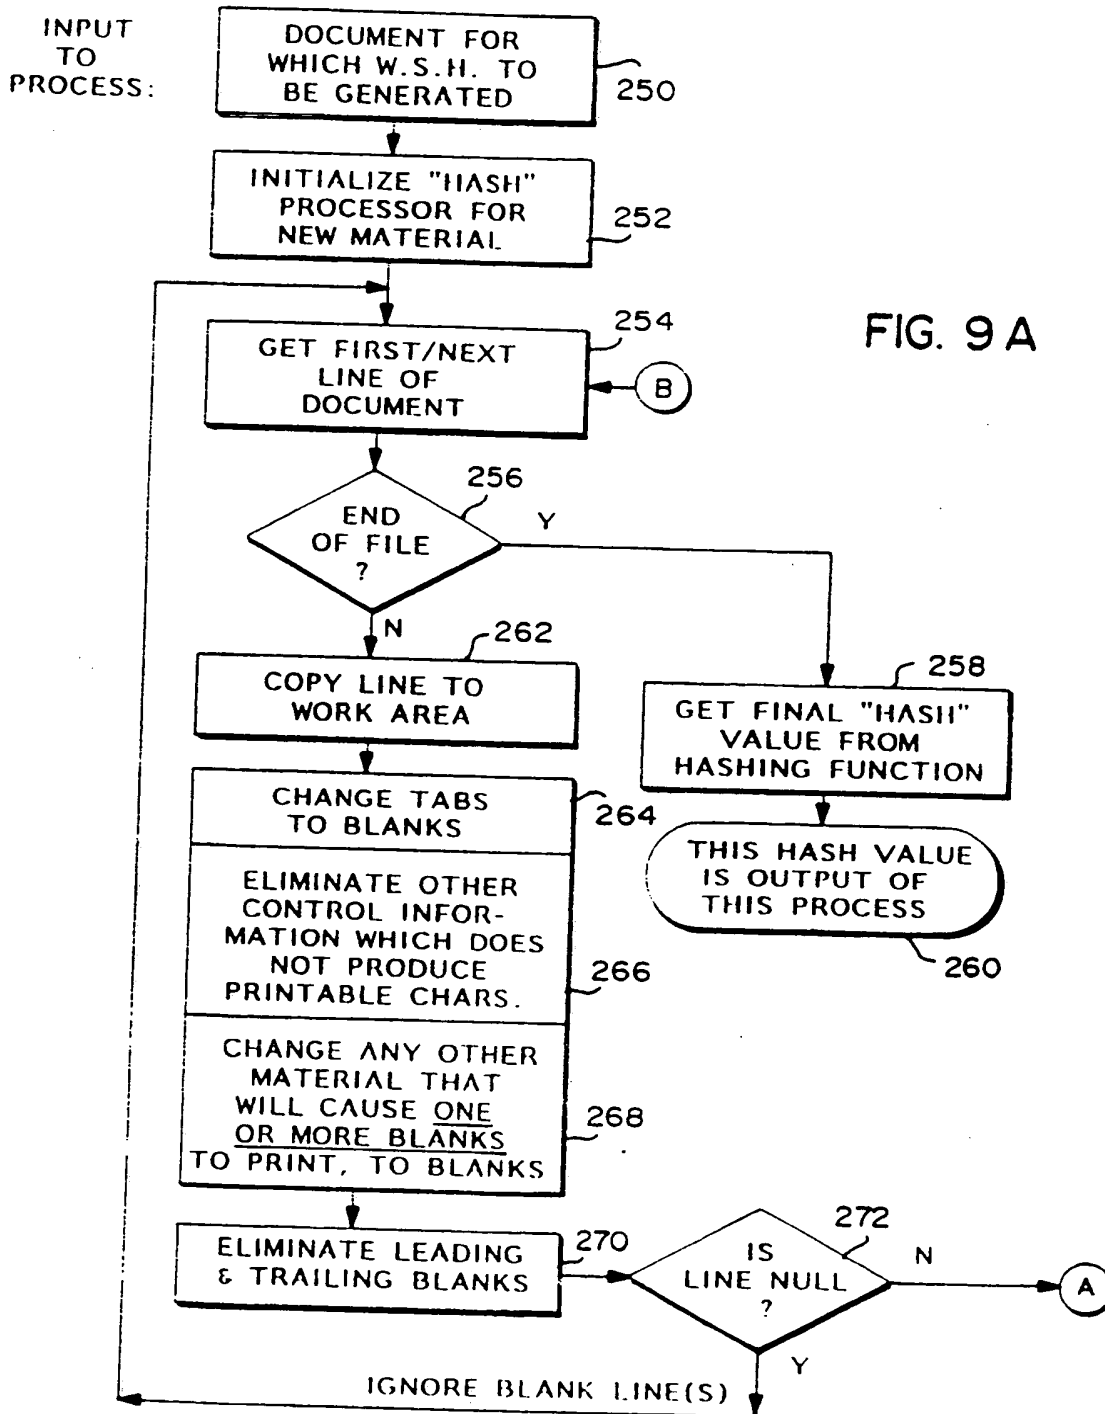 INPUT
TO
PROCESS:
DOCUMENT FOR
WHICH W.S.H. TO
BE GENERATED
250
INITIALIZE "HASH"
PROCESSOR FOR
NEW MATERIAL
252
FIG. 9A
254
GET FIRST/NEXT
LINE OF
DOCUMENT
B
256
END
OF FILE
?
Y
N
262
COPY LINE TO
WORK AREA
258
GET FINAL "HASH"
VALUE FROM
HASHING FUNCTION
CHANGE TABS
TO BLANKS
264
THIS HASH VALUE
IS OUTPUT OF
THIS PROCESS
260
ELIMINATE OTHER
CONTROL INFOR-
MATION WHICH DOES
NOT PRODUCE
PRINTABLE CHARS.
266
CHANGE ANY OTHER
MATERIAL THAT
WILL CAUSE ONE
OR MORE BLANKS
TO PRINT, TO BLANKS
268
ELIMINATE LEADING
& TRAILING BLANKS
270
272
IS
LINE NULL
?
N
A
Y
IGNORE BLANK LINE(S)